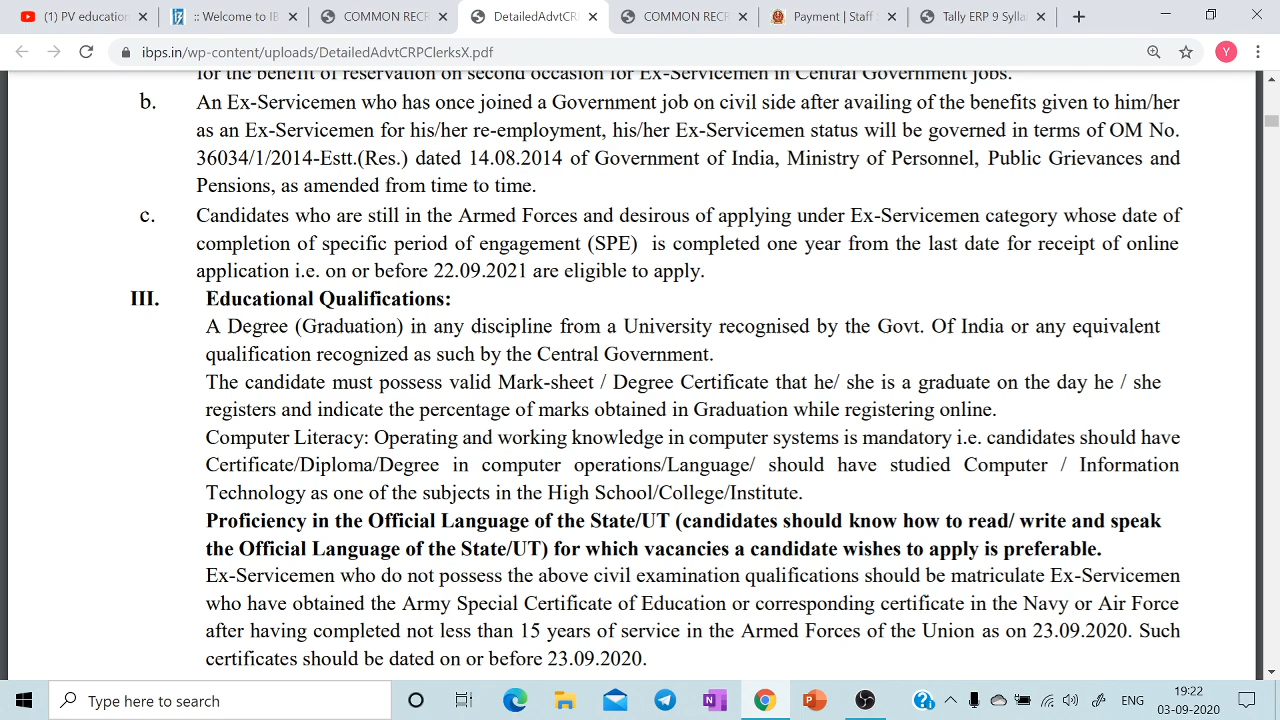 (1) PV education
:: Welcome to IB
COMMON RECR
DetailedAdvtCR
COMMON REC
Payment | Staff S
Tally ERP 9 Sylla
ibps.in/wp-content/uploads/DetailedAdvtCRPClerksX.pdf
Y
for the benefit of reservation on second occasion for Ex-Servicemen in Central Government jobs.
b. An Ex-Servicemen who has once joined a Government job on civil side after availing of the benefits given to him/her
as an Ex-Servicemen for his/her re-employment, his/her Ex-Servicemen status will be governed in terms of OM No.
36034/1/2014-Estt.(Res.) dated 14.08.2014 of Government of India, Ministry of Personnel, Public Grievances and
Pensions, as amended from time to time.
c. Candidates who are still in the Armed Forces and desirous of applying under Ex-Servicemen category whose date of
completion of specific period of engagement (SPE) is completed one year from the last date for receipt of online
application i.e. on or before 22.09.2021 are eligible to apply.
III. Educational Qualifications:
A Degree (Graduation) in any discipline from a University recognised by the Govt. Of India or any equivalent
qualification recognized as such by the Central Government.
The candidate must possess valid Mark-sheet / Degree Certificate that he/ she is a graduate on the day he / she
registers and indicate the percentage of marks obtained in Graduation while registering online.
Computer Literacy: Operating and working knowledge in computer systems is mandatory i.e. candidates should have
Certificate/Diploma/Degree in computer operations/Language/ should have studied Computer / Information
Technology as one of the subjects in the High School/College/Institute.
Proficiency in the Official Language of the State/UT (candidates should know how to read/ write and speak
the Official Language of the State/UT) for which vacancies a candidate wishes to apply is preferable.
Ex-Servicemen who do not possess the above civil examination qualifications should be matriculate Ex-Servicemen
who have obtained the Army Special Certificate of Education or corresponding certificate in the Navy or Air Force
after having completed not less than 15 years of service in the Armed Forces of the Union as on 23.09.2020. Such
certificates should be dated on or before 23.09.2020.
Type here to search
ENG
19:22
03-09-2020